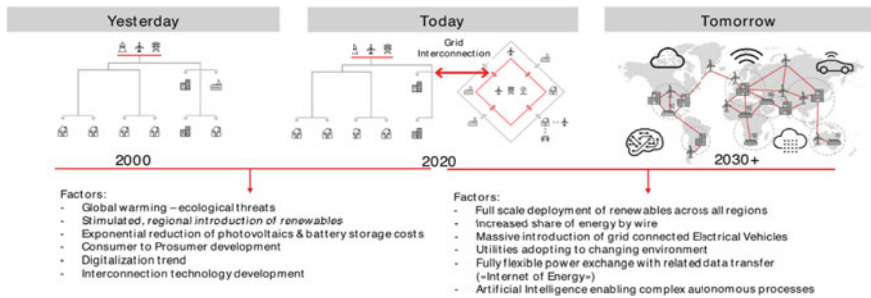 Yesterday
Today
Tomorrow
Grid
Interconnection
2000
2020
2030+
Factors:
- Global warming – ecological threats
- Stimulated, regional introduction of renewables
- Exponential reduction of photovoltaics & battery storage costs
- Consumer to Prosumer development
- Digitalization trend
- Interconnection technology development
Factors:
- Full scale deployment of renewables across all regions
- Increased share of energy by wire
- Massive introduction of grid connected Electrical Vehicles
- Utilities adopting to changing environment
- Fully flexible power exchange with related data transfer
(«Internet of Energy»)
- Artificial Intelligence enabling complex autonomous processes